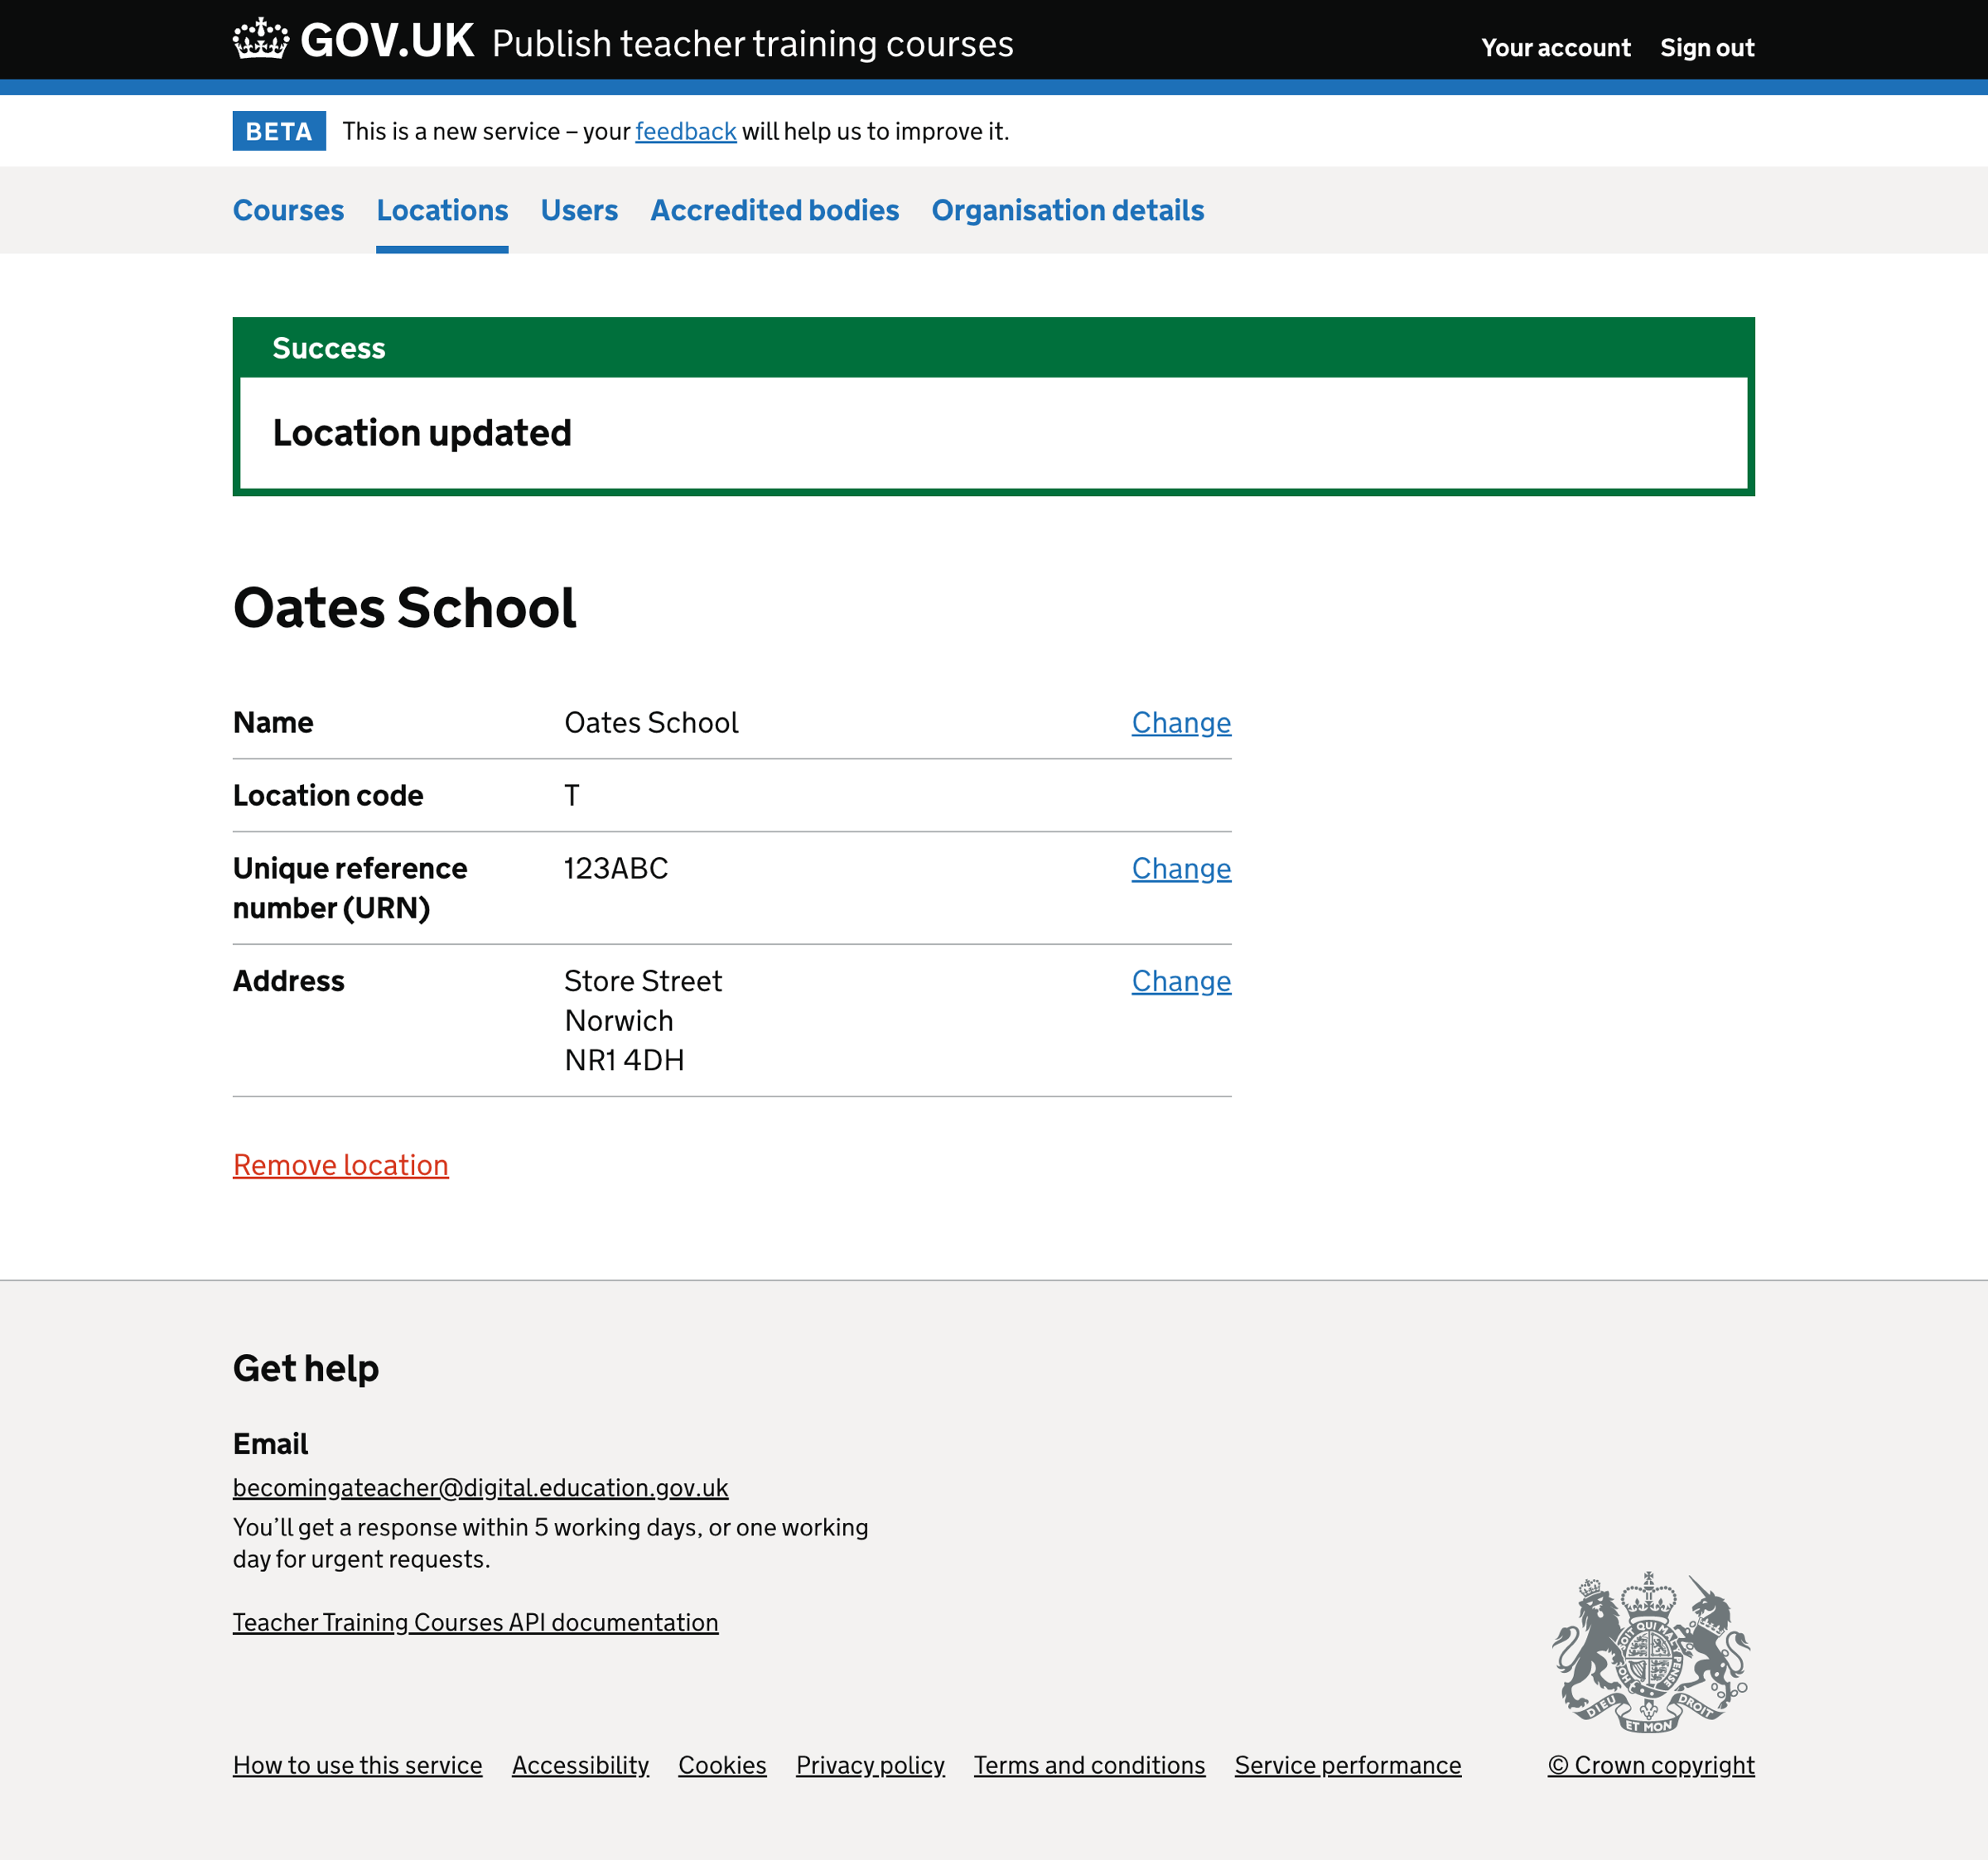 GOV.UK Publish teacher training courses
Your account Sign out
BETA This is a new service – your feedback will help us to improve it.
Courses Locations Users Accredited bodies Organisation details
Success
Location updated
Oates School
Name Oates School Change
Location code T
Unique reference number (URN) 123ABC Change
Address Store Street Change
Norwich
NR1 4DH
Remove location
Get help
Email
becomingateacher@digital.education.gov.uk
You’ll get a response within 5 working days, or one working
day for urgent requests.
Teacher Training Courses API documentation
SOIT QUI MAL Y PENSE
DIEU ET MON DROIT
How to use this service Accessibility Cookies Privacy policy Terms and conditions Service performance © Crown copyright